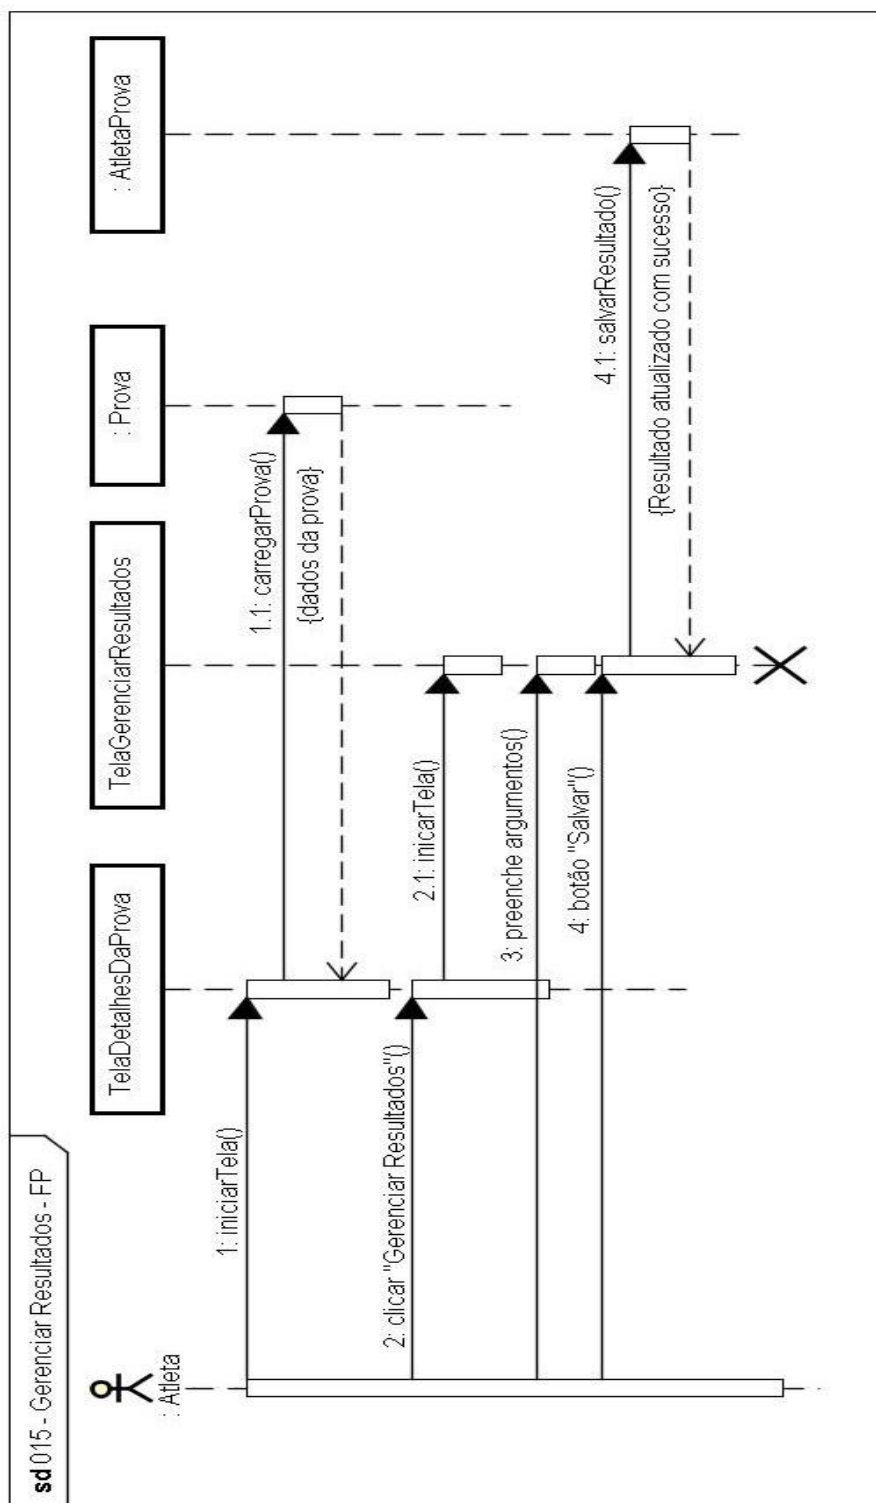 sd 015 - Gerenciar Resultados - FP
: Atleta
TelaDetalhesDaProva
TelaGerenciarResultados
: Prova
: AtletaProva
1: iniciarTela()
1.1: carregarProva()
{dados da prova}
2: clicar "Gerenciar Resultados"()
2.1: inicarTela()
3: preenche argumentos()
4: botão "Salvar"()
4.1: salvarResultado()
{Resultado atualizado com sucesso}